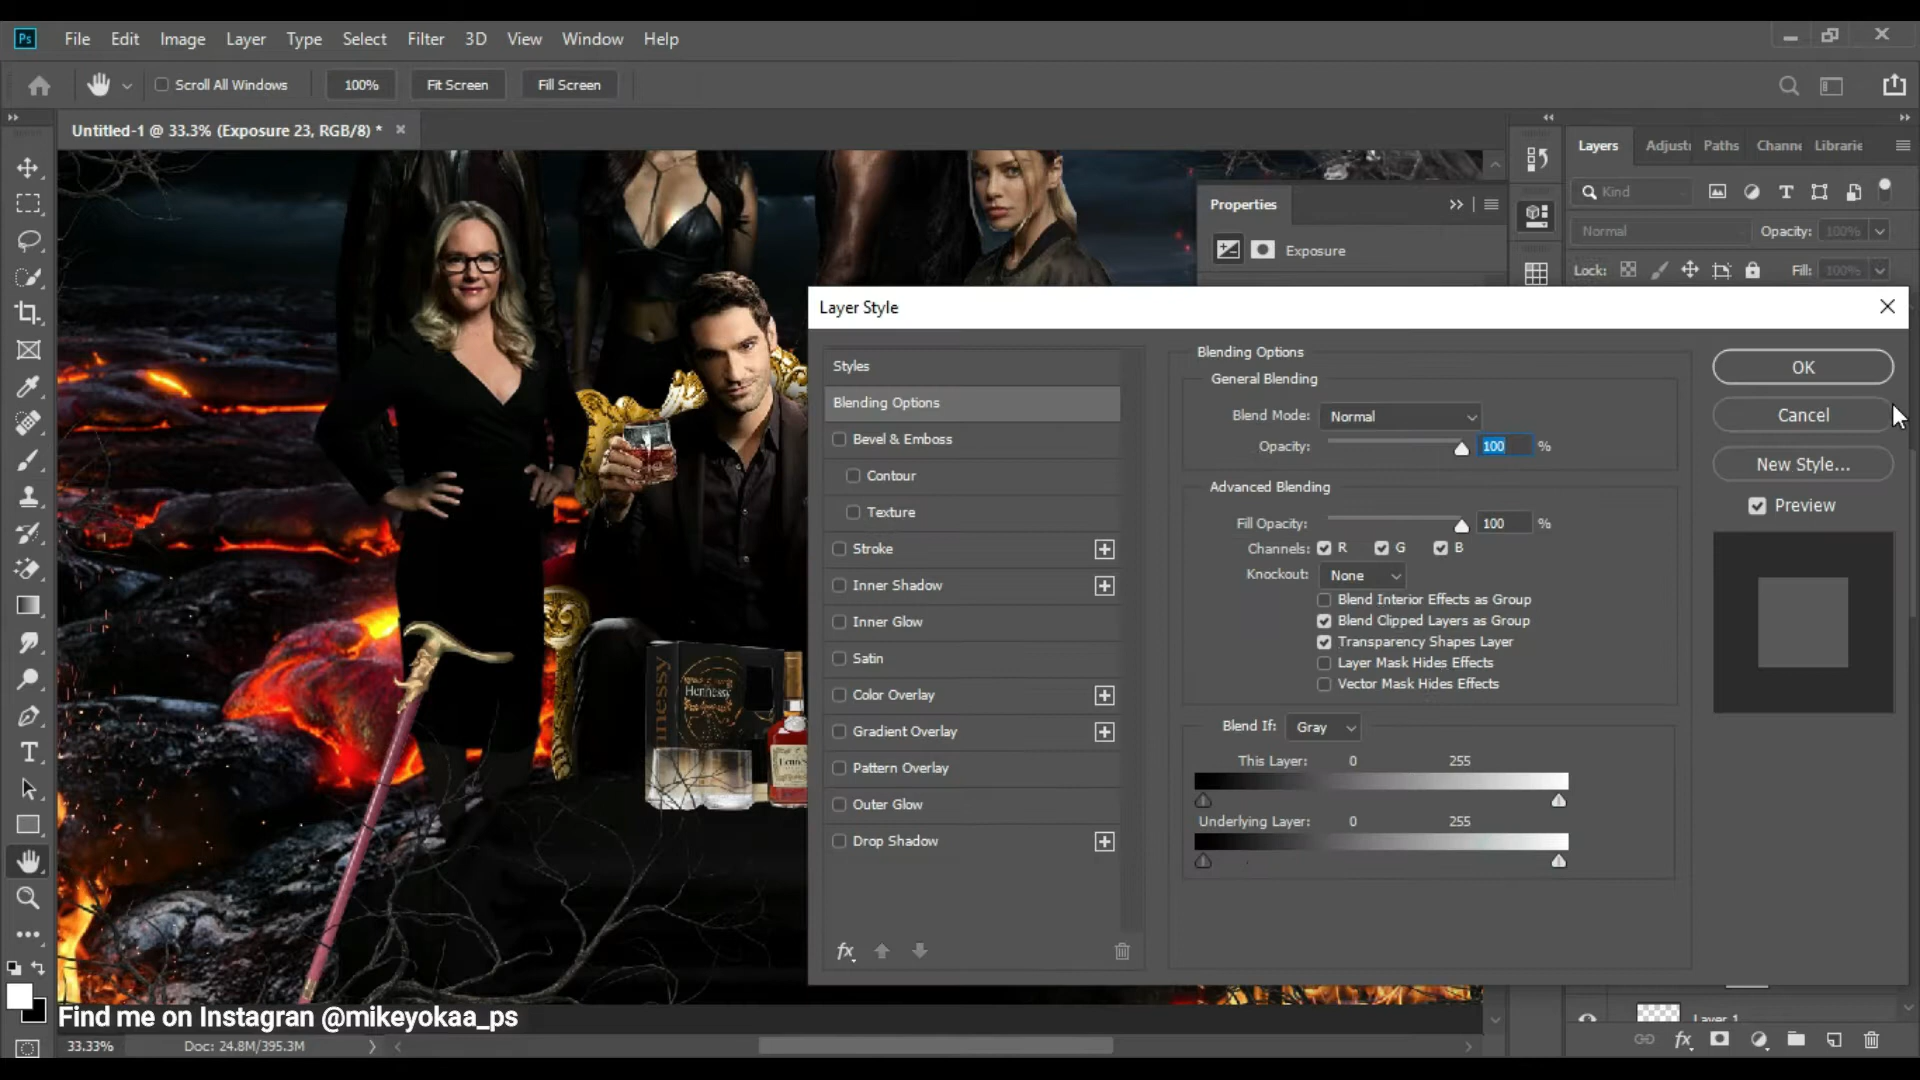 Ps File Edit Image Layer Type Select Filter 3D View Window Help
Scroll All Windows 100% Fit Screen Fill Screen
Untitled-1 @ 33.3% (Exposure 23, RGB/8) *
Layers Adjust Paths Chann Librarie
Kind
Properties
Normal Opacity: 100%
Exposure
Lock: Fill: 100%
Layer Style
Styles
Blending Options
Bevel & Emboss
Contour
Texture
Stroke
Inner Shadow
Inner Glow
Satin
Color Overlay
Gradient Overlay
Pattern Overlay
Outer Glow
Drop Shadow
fx
Blending Options
General Blending
Blend Mode: Normal
Opacity: 100 %
Advanced Blending
Fill Opacity: 100 %
Channels: R G B
Knockout: None
Blend Interior Effects as Group
Blend Clipped Layers as Group
Transparency Shapes Layer
Layer Mask Hides Effects
Vector Mask Hides Effects
Blend If: Gray
This Layer: 0 255
Underlying Layer: 0 255
OK
Cancel
New Style...
Preview
Hennessy
Layer 1
Find me on Instagran @mikeyokaa_ps
33.33% Doc: 24.8M/395.3M
fx